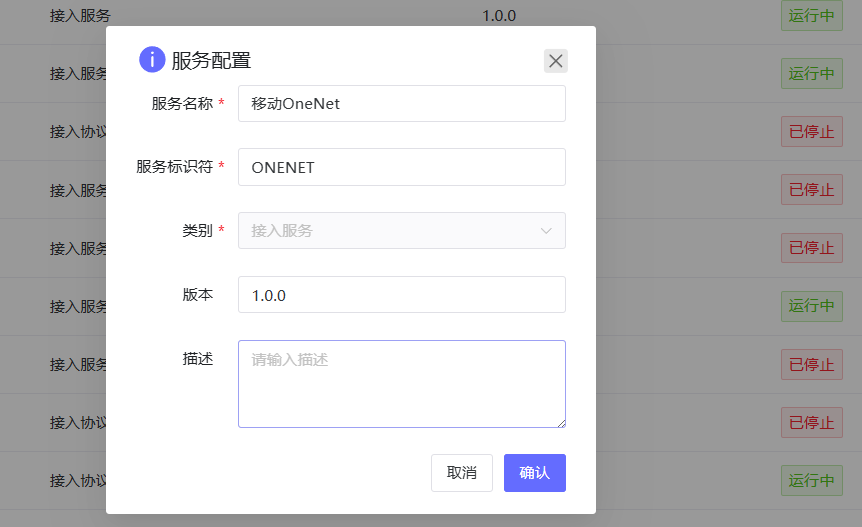 接入服务 1.0.0 运行中
服务配置
接入服务 运行中
服务名称 * 移动OneNet
接入协议 已停止
服务标识符 * ONENET
接入服务 已停止
类别 * 接入服务
接入服务 已停止
版本 1.0.0
接入服务 运行中
描述 请输入描述
接入服务 已停止
接入协议 已停止
取消 确认
接入协议 运行中